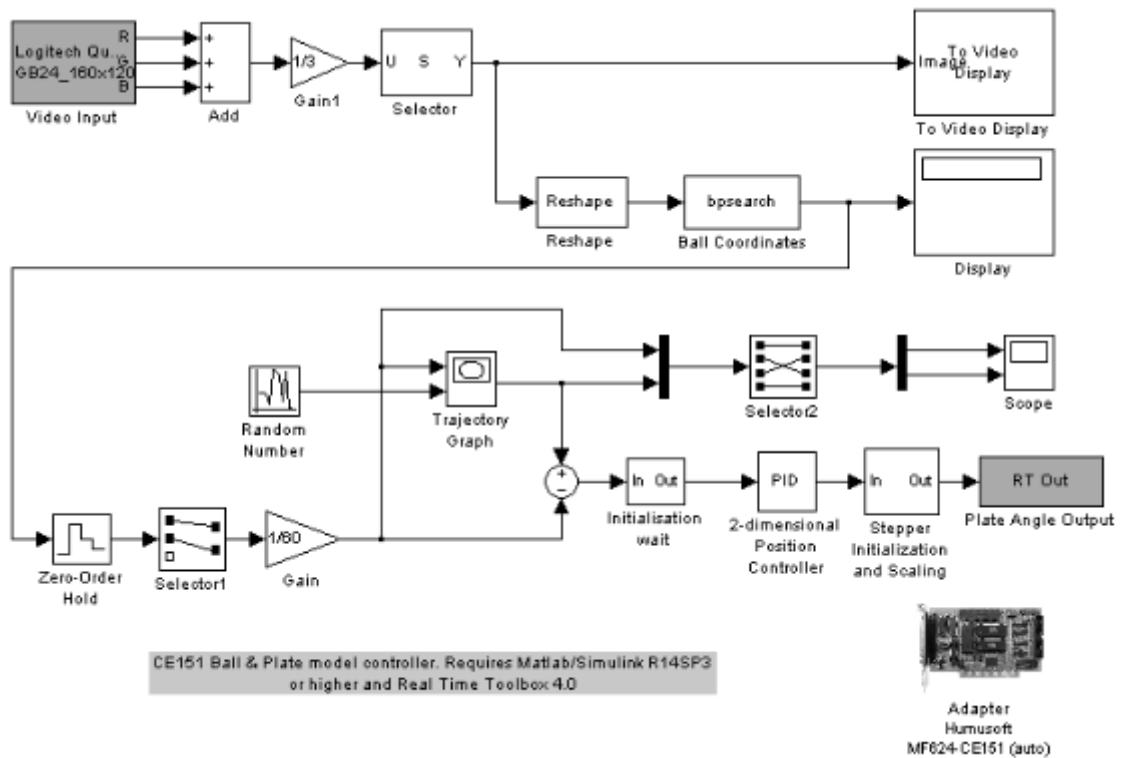 Logitech Qu..
GB24_160x120
R
G
B
Video Input
+
+
+
Add
1/3
Gain1
U S Y
Selector
Image
To Video
Display
To Video Display
Reshape
Reshape
bpsearch
Ball Coordinates
Display
Random
Number
Trajectory
Graph
Selector2
Scope
+
−
In Out
Initialisation
wait
PID
2-dimensional
Position
Controller
In Out
Stepper
Initialization
and Scaling
RT Out
Plate Angle Output
Zero-Order
Hold
Selector1
1/60
Gain
CE151 Ball & Plate model controller. Requires Matlab/Simulink R14SP3
or higher and Real Time Toolbox 4.0
Adapter
Humusoft
MF624-CE151 (auto)